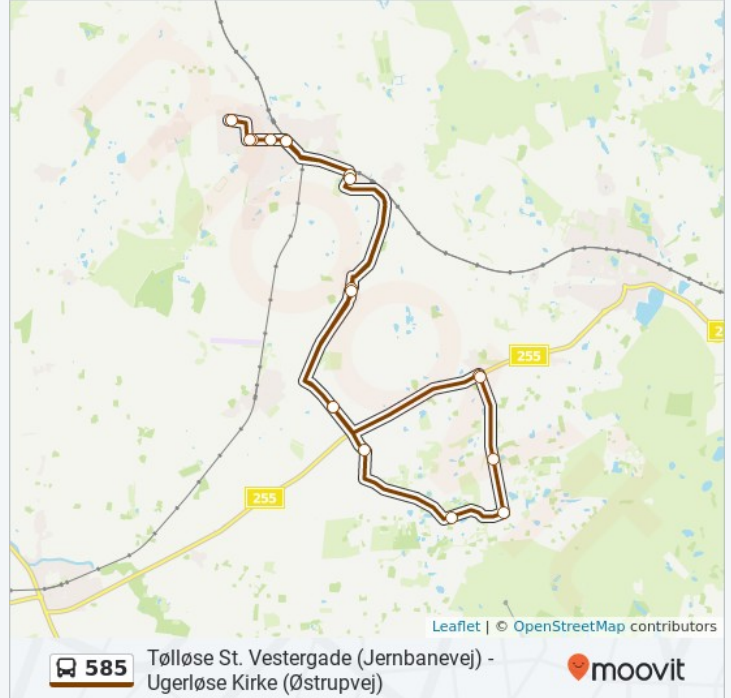 255
2
255
Leaflet | © OpenStreetMap contributors
585
Tølløse St. Vestergade (Jernbanevej) -
Ugerløse Kirke (Østrupvej)
moovit